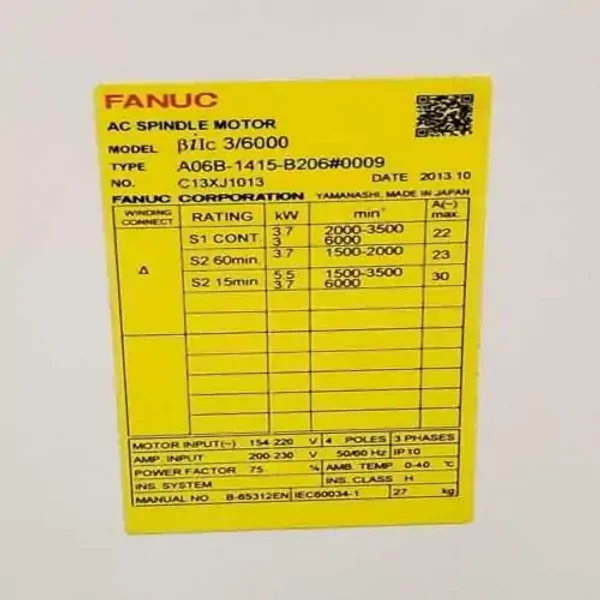 FANUC
AC SPINDLE MOTOR
MODEL βiIc 3/6000
TYPE A06B-1415-B206#0009
NO. C13XJ1013 DATE 2013.10
FANUC CORPORATION YAMANASHI, MADE IN JAPAN
WINDING CONNECT RATING kW min⁻ A(~) max.
Δ S1 CONT. 3.7 2000-3500 22
3 6000
S2 60min. 3.7 1500-2000 23
S2 15min 5.5 1500-3500 30
3.7 6000
MOTOR INPUT(~) 154-220 V 4 POLES 3 PHASES
AMP. INPUT 200-230 V 50/60 Hz IP10
POWER FACTOR 75 % AMB. TEMP 0-40 ℃
INS. SYSTEM INS. CLASS H
MANUAL NO. B-65312EN IEC60034-1 27 kg